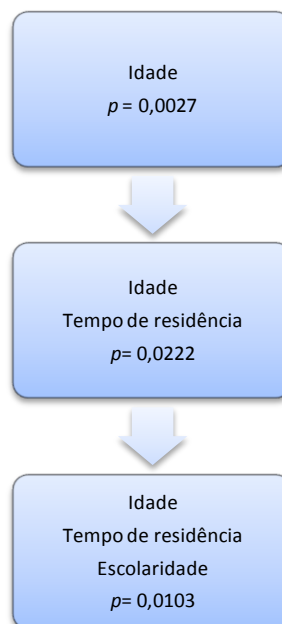 Idade
p = 0,0027
Idade
Tempo de residência
p= 0,0222
Idade
Tempo de residência
Escolaridade
p= 0,0103